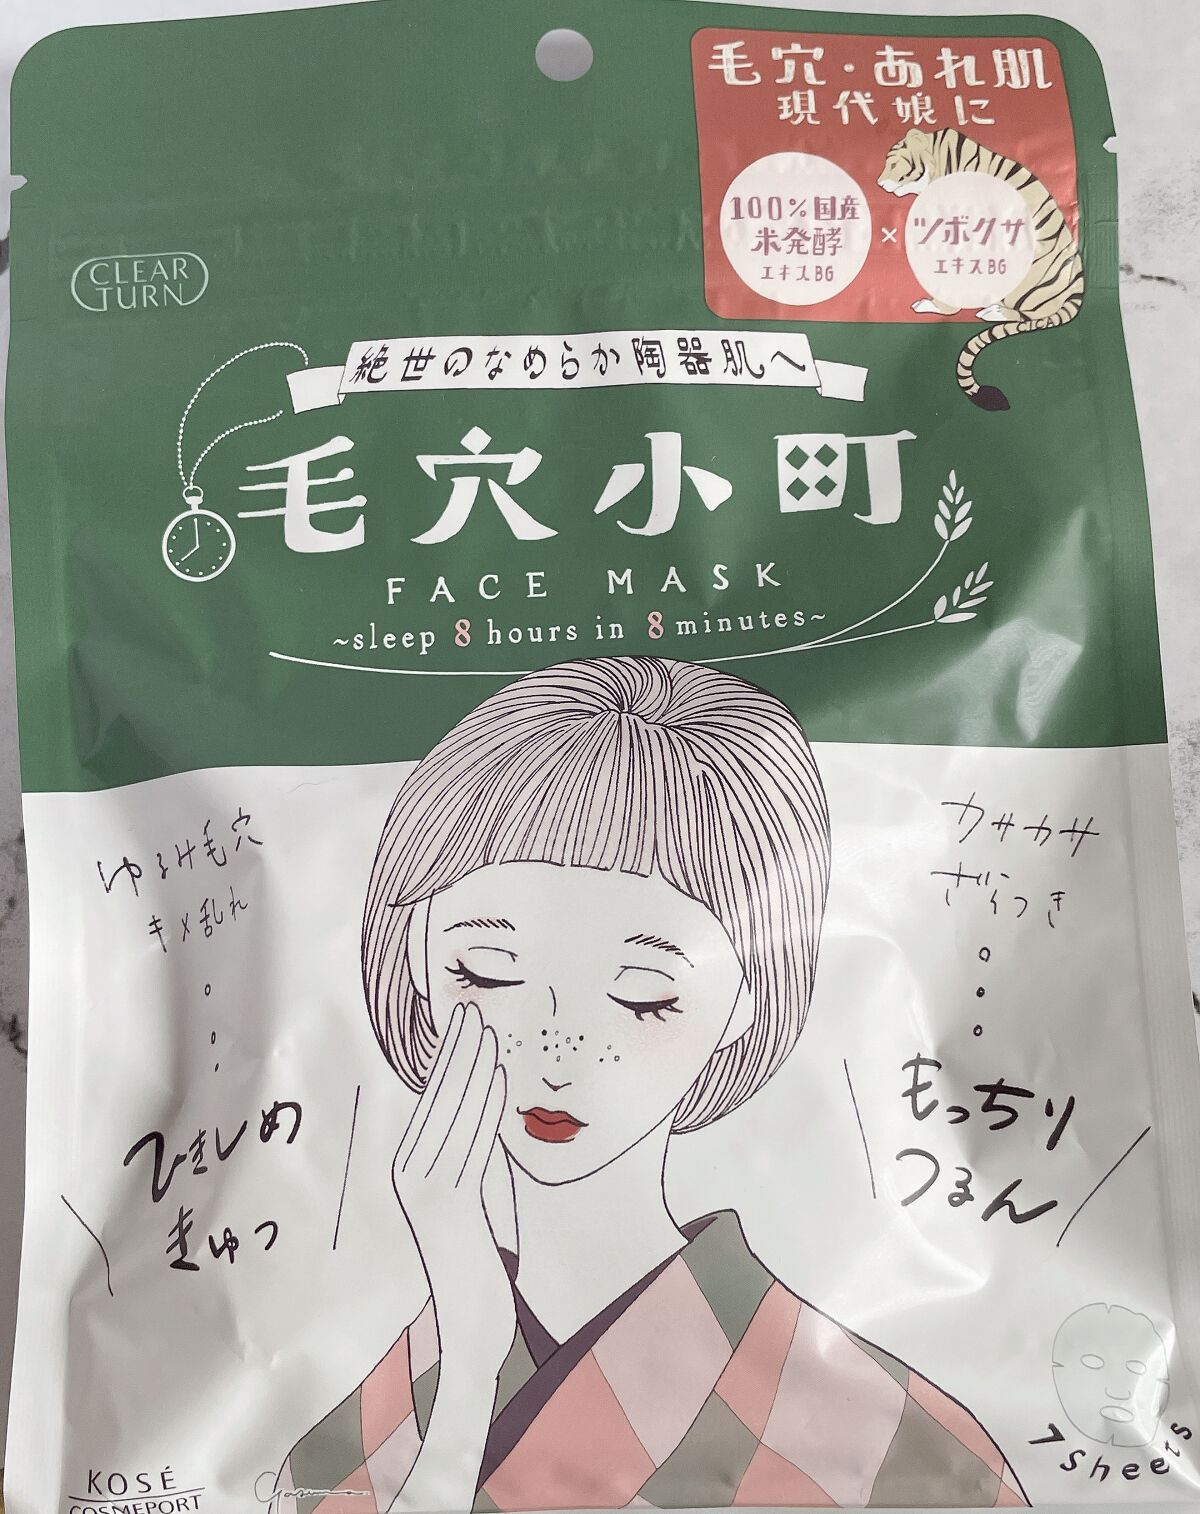 毛穴・あれ肌
現代娘に
100%国産
米発酵
エキスBG
×
ツボクサ
エキスBG
CICA
CLEAR
TURN
絶世のなめらか陶器肌へ
毛穴小町
FACE MASK
~sleep 8 hours in 8 minutes~
ゆるみ毛穴
キメ乱れ
ひきしめ
きゅっ
カサカサ
ざらつき
もっちり
つるん
7 sheets
KOSÉ
COSMEPORT